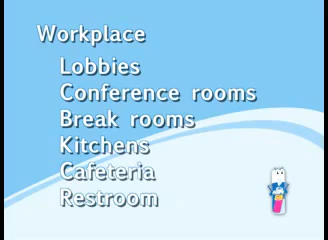 Workplace
Lobbies
Conference rooms
Break rooms
Kitchens
Cafeteria
Restroom